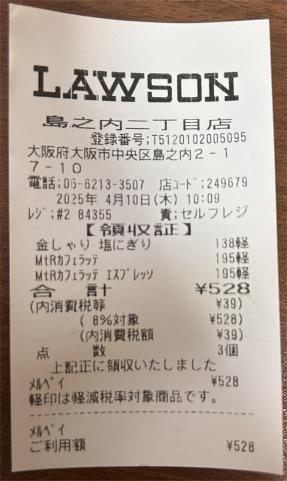 LAWSON
島之内二丁目店
登録番号:T5120102005095
大阪府大阪市中央区島之内2-1
7-10
電話:06-6213-3507 店コード:249679
2025年 4月10日(木) 10:09
レジ:#2 84355 責:セルフレジ
【領収証】
金しゃり 塩にぎり 138軽
MtRカフェラッテ 195軽
MtRカフェラッテ エスプレッソ 195軽
合 計 ¥528
(内消費税等 ¥39)
( 8%対象 ¥528)
(内消費税額 ¥39)
点 数 3個
上記正に領収いたしました
メルペイ ¥528
軽印は軽減税率対象商品です。
メルペイ
ご利用額 ¥528